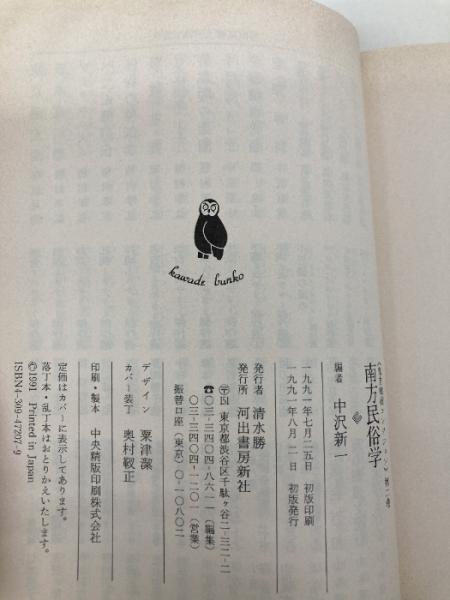 kawade bunko
南方民俗学
編者 中沢新一
一九九一年七月二五日 初版印刷
一九九一年八月二日 初版発行
発行者 清水勝
発行所 河出書房新社
〒151 東京都渋谷区千駄ヶ谷二-三二-二
☎〇三-三四〇四-八六一一(編集)
〇三-三四〇四-一二〇一(営業)
振替口座(東京)〇-一〇八〇二
デザイン 粟津潔
カバー装丁 奥村靫正
印刷・製本 中央精版印刷株式会社
定価はカバーに表示してあります。
落丁本・乱丁本はおとりかえいたします。
©1991 Printed in Japan
ISBN4-309-47207-9